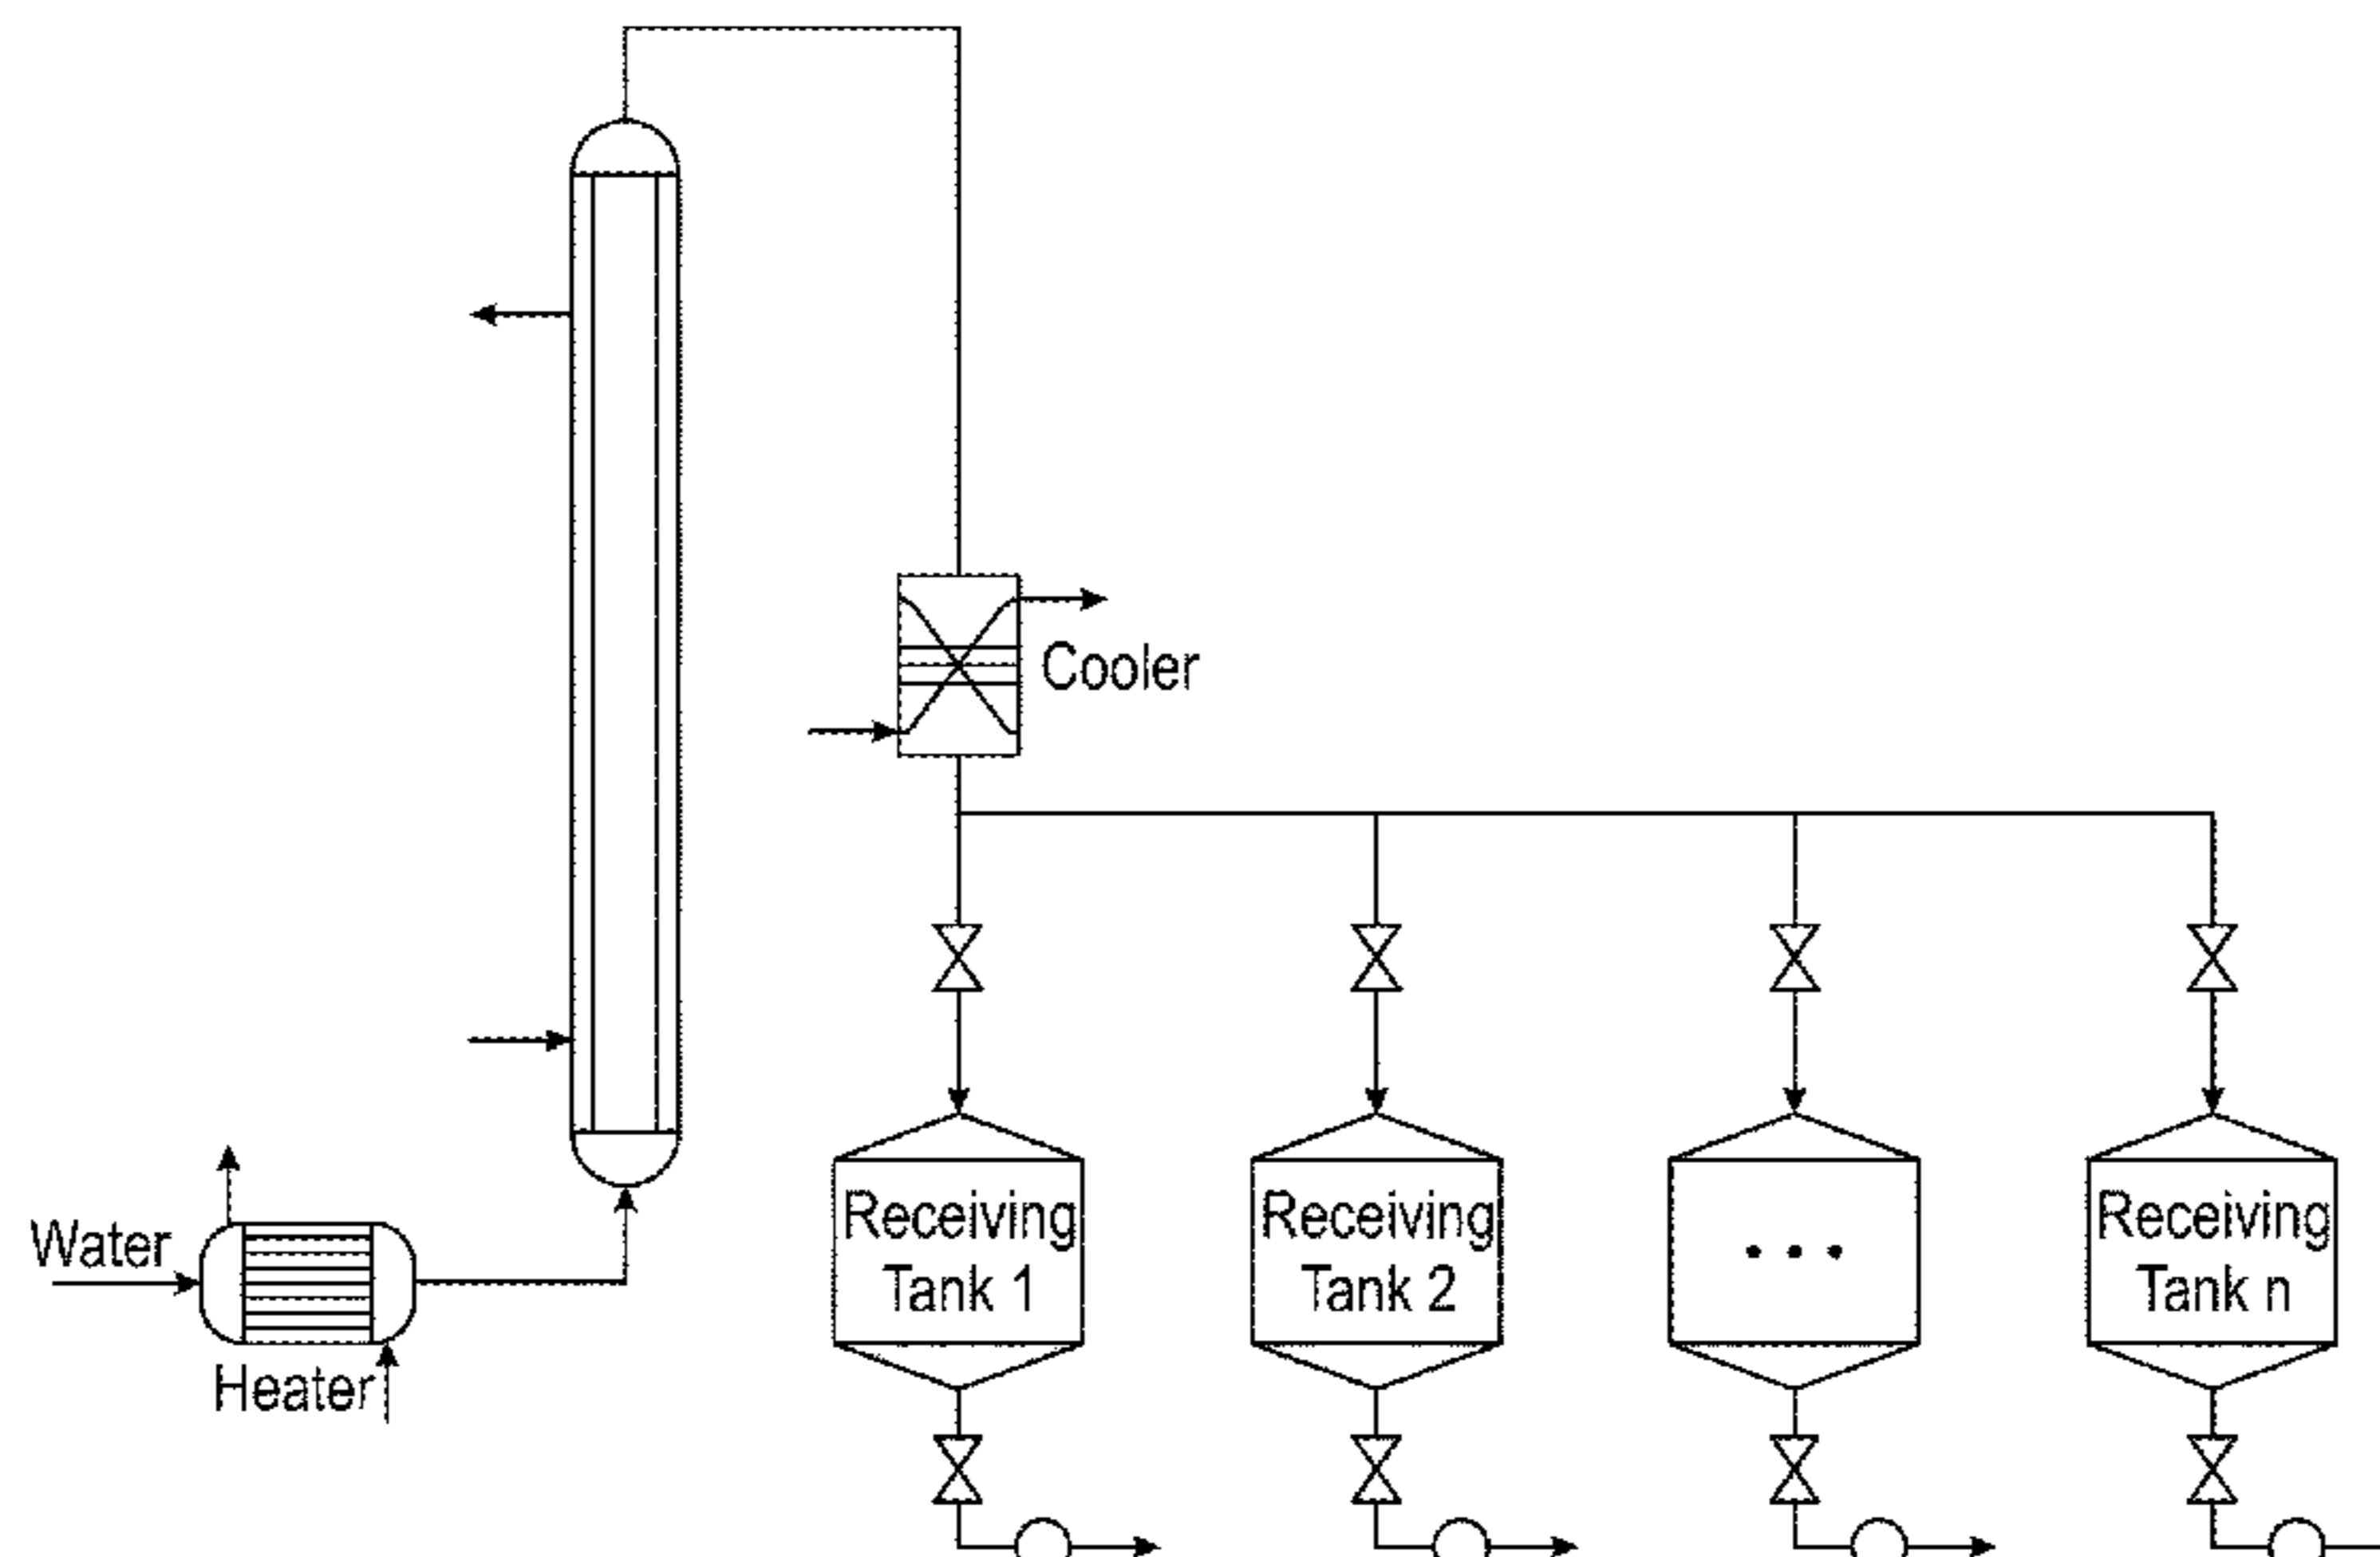 Cooler
Water
Heater
Receiving
Tank 1
Receiving
Tank 2
• • •
Receiving
Tank n